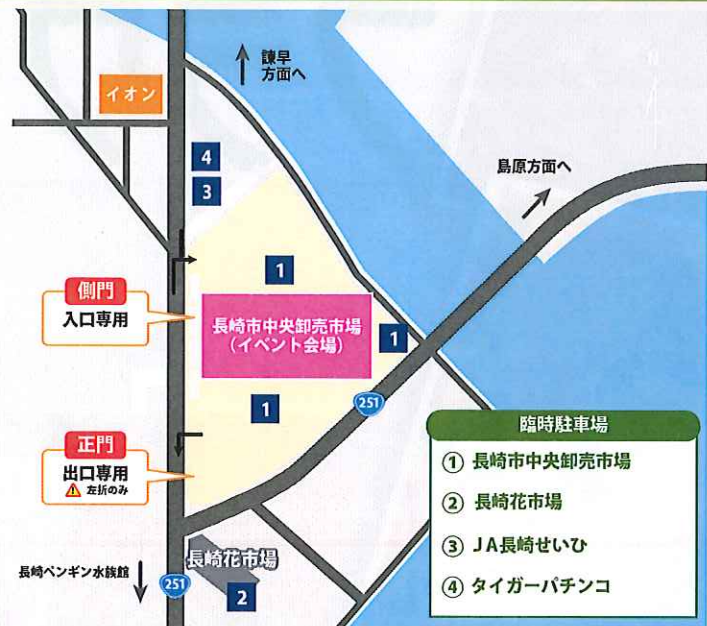 諫早
方面へ
イオン
4
3
島原方面へ
1
側門
入口専用
長崎市中央卸売市場
(イベント会場)
1
1
251
正門
出口専用
左折のみ
長崎ペンギン水族館
251
長崎花市場
2
臨時駐車場
① 長崎市中央卸売市場
② 長崎花市場
③ JA長崎せいひ
④ タイガーパチンコ